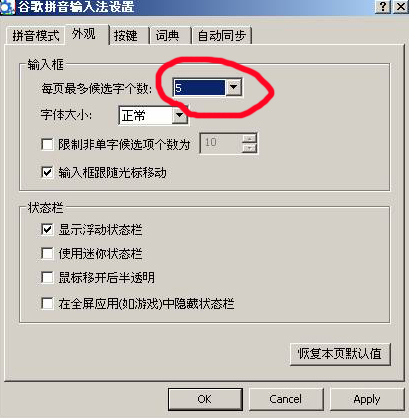 谷歌拼音输入法设置
拼音模式 外观 按键 词典 自动同步
输入框
每页最多候选字个数: 5
字体大小: 正常
限制非单字候选项个数为 10
输入框跟随光标移动
状态栏
显示浮动状态栏
使用迷你状态栏
鼠标移开后半透明
在全屏应用(如游戏)中隐藏状态栏
恢复本页默认值
OK Cancel Apply